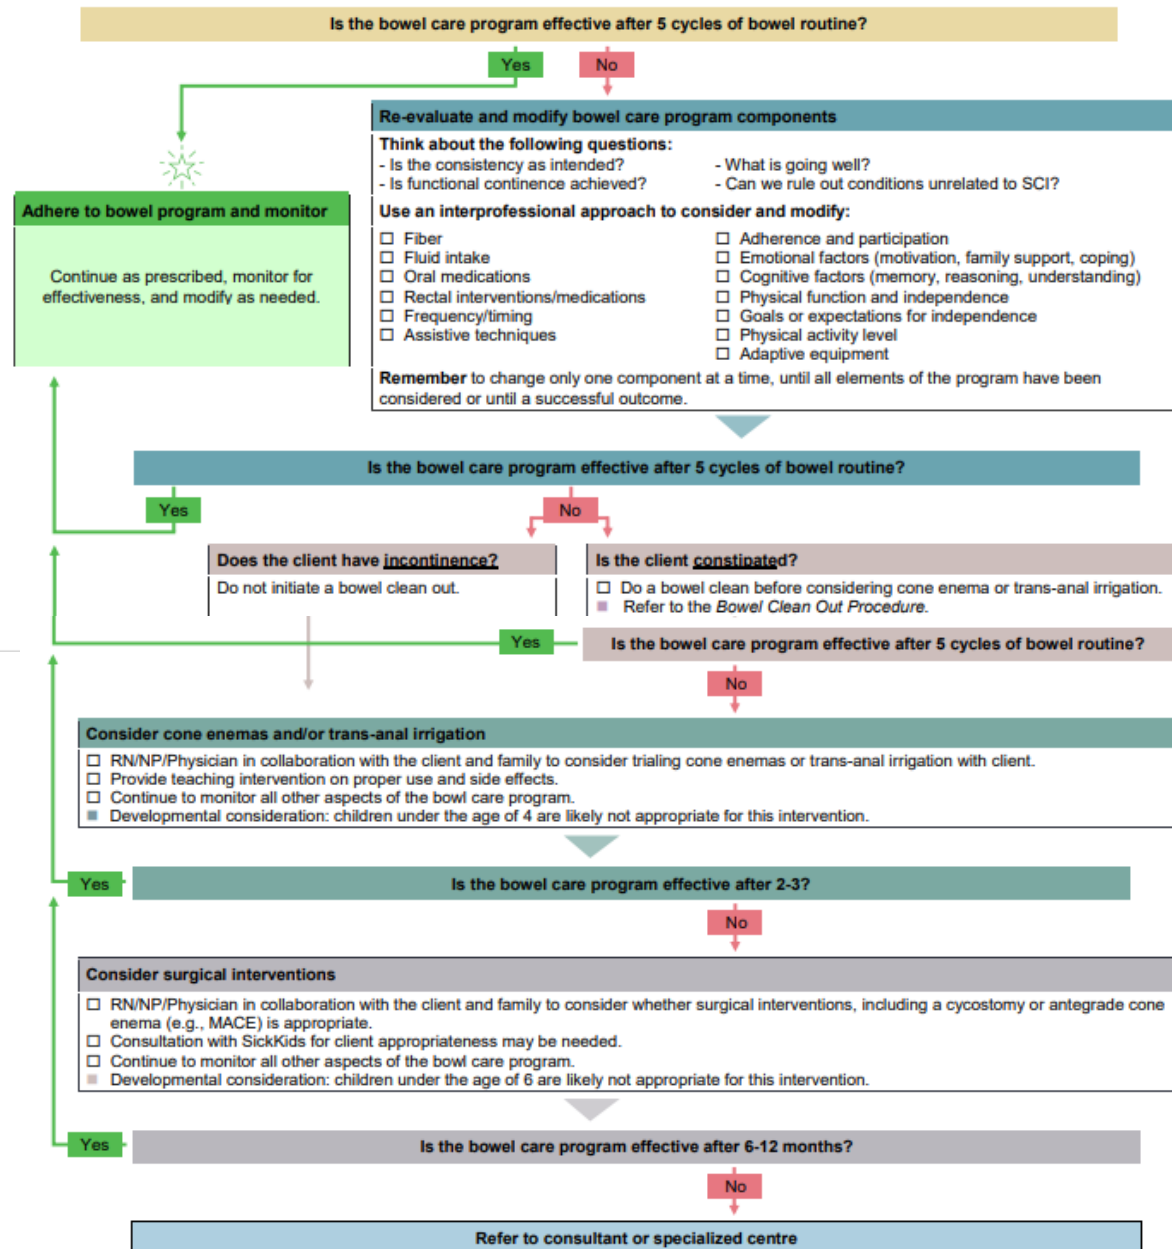 Is the bowel care program effective after 5 cycles of bowel routine?
Yes
No
Re-evaluate and modify bowel care program components
Think about the following questions:
- Is the consistency as intended?
- What is going well?
- Is functional continence achieved?
- Can we rule out conditions unrelated to SCI?
Use an interprofessional approach to consider and modify:
☐ Fiber
☐ Fluid intake
☐ Oral medications
☐ Rectal interventions/medications
☐ Frequency/timing
☐ Assistive techniques
☐ Adherence and participation
☐ Emotional factors (motivation, family support, coping)
☐ Cognitive factors (memory, reasoning, understanding)
☐ Physical function and independence
☐ Goals or expectations for independence
☐ Physical activity level
☐ Adaptive equipment
Remember to change only one component at a time, until all elements of the program have been
considered or until a successful outcome.
Adhere to bowel program and monitor
Continue as prescribed, monitor for
effectiveness, and modify as needed.
Is the bowel care program effective after 5 cycles of bowel routine?
Yes
No
Does the client have incontinence?
Do not initiate a bowel clean out.
Is the client constipated?
☐ Do a bowel clean before considering cone enema or trans-anal irrigation.
■ Refer to the Bowel Clean Out Procedure.
Yes
Is the bowel care program effective after 5 cycles of bowel routine?
No
Consider cone enemas and/or trans-anal irrigation
☐ RN/NP/Physician in collaboration with the client and family to consider trialing cone enemas or trans-anal irrigation with client.
☐ Provide teaching intervention on proper use and side effects.
☐ Continue to monitor all other aspects of the bowl care program.
■ Developmental consideration: children under the age of 4 are likely not appropriate for this intervention.
Yes
Is the bowel care program effective after 2-3?
No
Consider surgical interventions
☐ RN/NP/Physician in collaboration with the client and family to consider whether surgical interventions, including a cycostomy or antegrade cone
enema (e.g., MACE) is appropriate.
☐ Consultation with SickKids for client appropriateness may be needed.
☐ Continue to monitor all other aspects of the bowl care program.
■ Developmental consideration: children under the age of 6 are likely not appropriate for this intervention.
Yes
Is the bowel care program effective after 6-12 months?
No
Refer to consultant or specialized centre